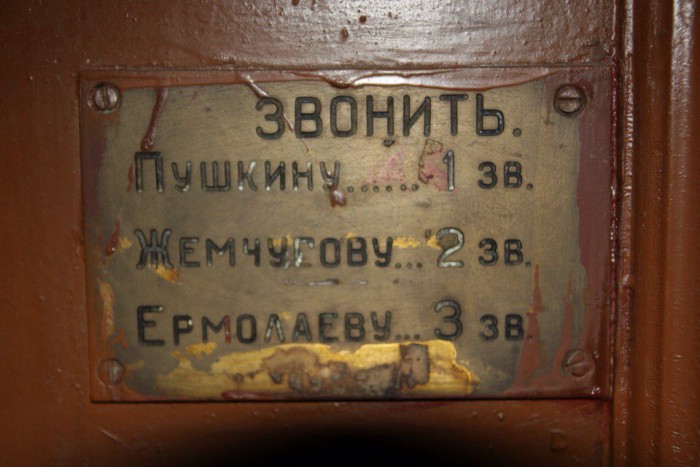 ЗВОНИТЬ.
Пушкину......1 зв.
Жемчугову...2 зв.
Ермолаеву...3 зв.